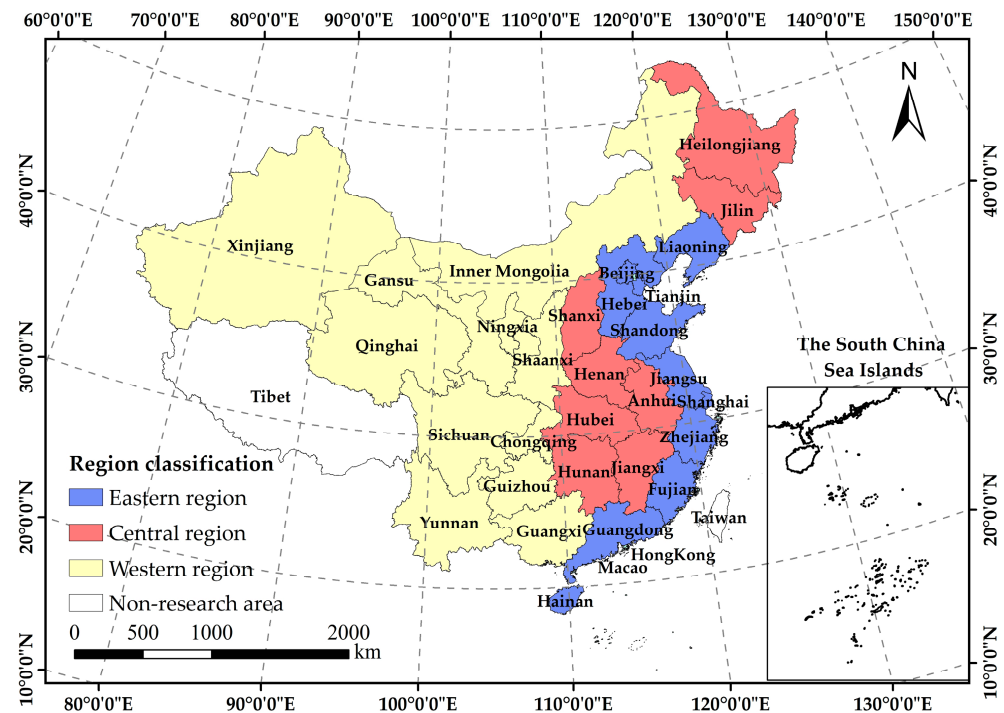 60°0'0"E 70°0'0"E 80°0'0"E 90°0'0"E 100°0'0"E 110°0'0"E 120°0'0"E 130°0'0"E 140°0'0"E 150°0'0"E
N
Heilongjiang
40°0'0"N
40°0'0"N
Jilin
Xinjiang
Liaoning
Inner Mongolia
Beijing
Gansu
Tianjin
Hebei
Shanxi
Ningxia
Shandong
Qinghai
30°0'0"N
30°0'0"N
The South China
Sea Islands
Shaanxi
Henan
Jiangsu
Tibet
Anhui
Shanghai
Hubei
Sichuan
Chongqing
Zhejiang
Region classification
Hunan
Jiangxi
Guizhou
Fujian
Eastern region
20°0'0"N
20°0'0"N
Taiwan
Yunnan
Guangxi
Guangdong
Central region
HongKong
Macao
Western region
Hainan
Non-research area
0 500 1000 2000
km
10°0'0"N
10°0'0"N
80°0'0"E 90°0'0"E 100°0'0"E 110°0'0"E 120°0'0"E 130°0'0"E